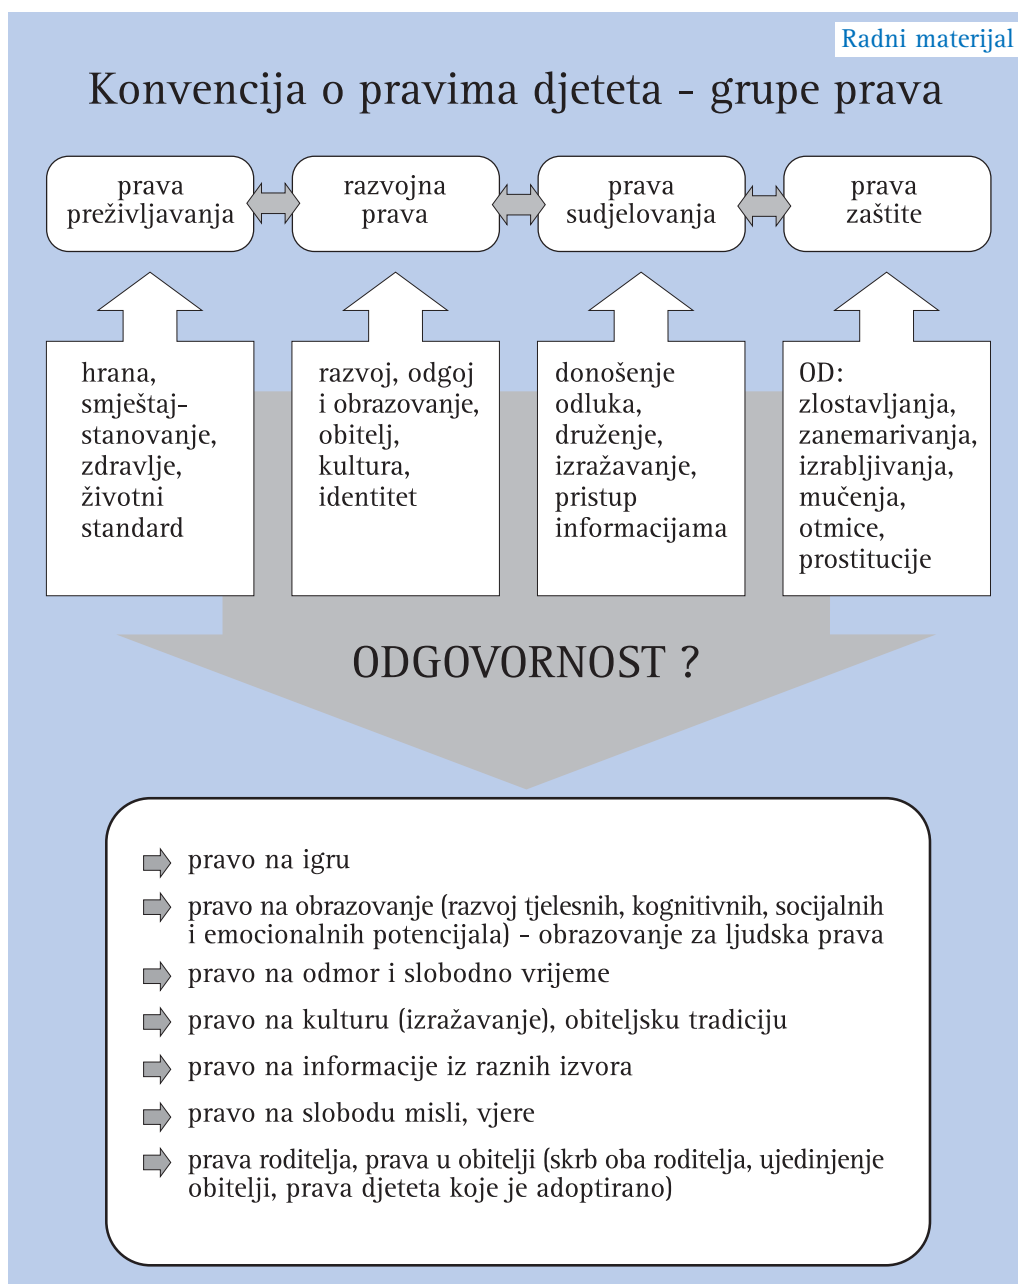 Radni materijal
Konvencija o pravima djeteta - grupe prava
prava
preživljavanja
razvojna
prava
prava
sudjelovanja
prava
zaštite
hrana,
smještaj-
stanovanje,
zdravlje,
životni
standard
razvoj, odgoj
i obrazovanje,
obitelj,
kultura,
identitet
donošenje
odluka,
druženje,
izražavanje,
pristup
informacijama
OD:
zlostavljanja,
zanemarivanja,
izrabljivanja,
mučenja,
otmice,
prostitucije
ODGOVORNOST ?
pravo na igru
pravo na obrazovanje (razvoj tjelesnih, kognitivnih, socijalnih
i emocionalnih potencijala) - obrazovanje za ljudska prava
pravo na odmor i slobodno vrijeme
pravo na kulturu (izražavanje), obiteljsku tradiciju
pravo na informacije iz raznih izvora
pravo na slobodu misli, vjere
prava roditelja, prava u obitelji (skrb oba roditelja, ujedinjenje
obitelji, prava djeteta koje je adoptirano)